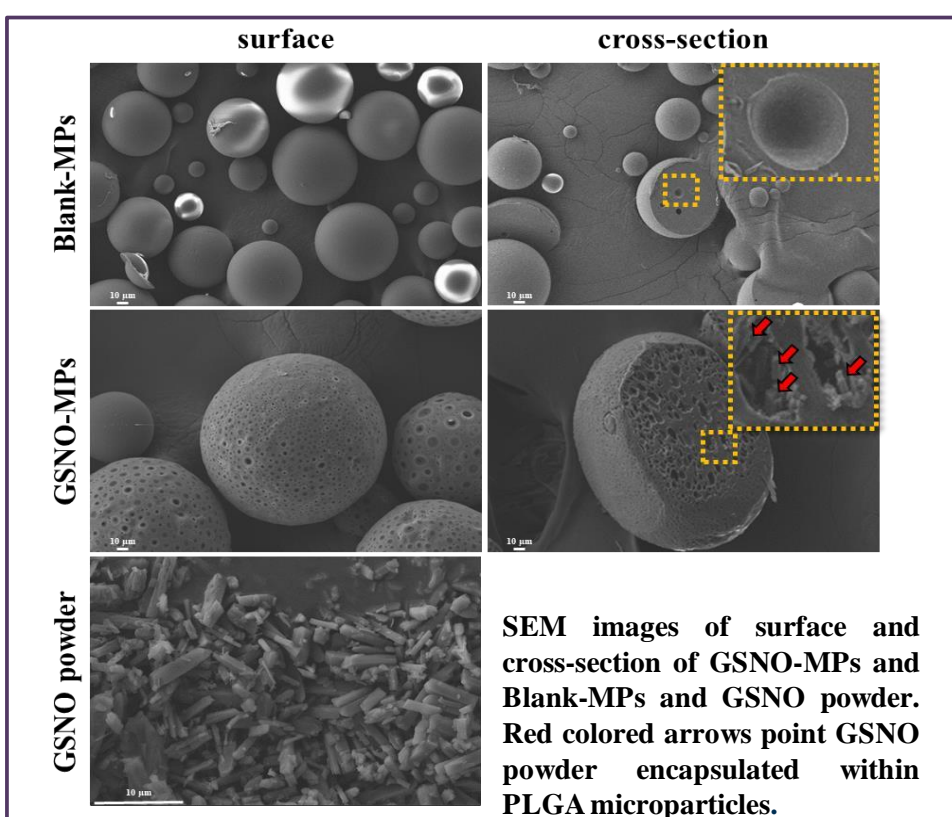 surface
cross-section
Blank-MPs
10 µm
10 µm
GSNO-MPs
10 µm
10 µm
GSNO powder
10 µm
SEM images of surface and
cross-section of GSNO-MPs and
Blank-MPs and GSNO powder.
Red colored arrows point GSNO
powder encapsulated within
PLGA microparticles.